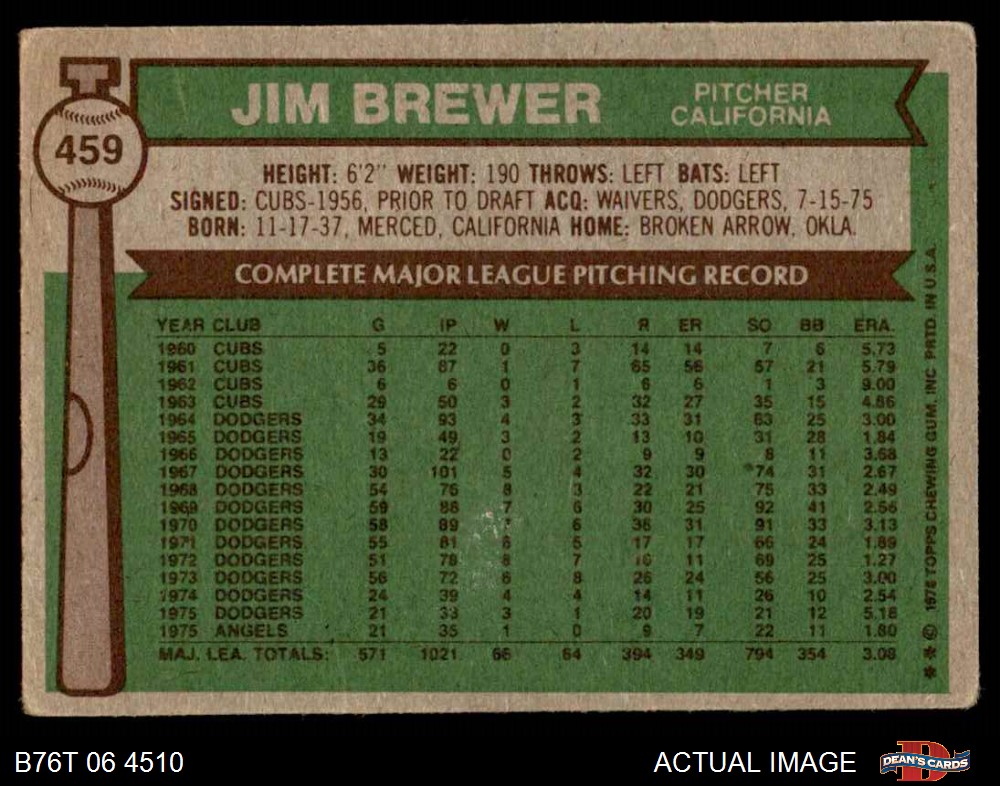 T
459
JIM BREWER
PITCHER
CALIFORNIA
HEIGHT: 6'2" WEIGHT: 190 THROWS: LEFT BATS: LEFT
SIGNED: CUBS-1956, PRIOR TO DRAFT ACQ: WAIVERS, DODGERS, 7-15-75
BORN: 11-17-37, MERCED, CALIFORNIA HOME: BROKEN ARROW, OKLA.
COMPLETE MAJOR LEAGUE PITCHING RECORD
YEAR CLUB G IP W L R ER SO BB ERA.
1960 CUBS 5 22 0 3 14 14 7 6 5.73
1961 CUBS 36 87 1 7 65 56 57 21 5.79
1962 CUBS 6 6 0 1 6 6 1 3 9.00
1963 CUBS 29 50 3 2 32 27 35 15 4.86
1964 DODGERS 34 93 4 3 33 31 63 25 3.00
1965 DODGERS 19 49 3 2 13 10 31 28 1.84
1966 DODGERS 13 22 0 2 9 9 8 11 3.68
1967 DODGERS 30 101 5 4 32 30 *74 31 2.67
1968 DODGERS 54 76 8 3 22 21 75 33 2.49
1969 DODGERS 59 88 7 6 30 25 92 41 2.56
1970 DODGERS 58 89 7 6 36 31 91 33 3.13
1971 DODGERS 55 81 6 5 17 17 66 24 1.89
1972 DODGERS 51 78 8 7 16 11 69 25 1.27
1973 DODGERS 56 72 6 8 26 24 56 25 3.00
1974 DODGERS 24 39 4 4 14 11 26 10 2.54
1975 DODGERS 21 33 3 1 20 19 21 12 5.18
1975 ANGELS 21 35 1 0 9 7 22 11 1.80
MAJ. LEA. TOTALS: 571 1021 66 64 394 349 794 354 3.08
** © 1976 TOPPS CHEWING GUM, INC. PRTD. IN U.S.A.
B76T 06 4510
ACTUAL IMAGE
D
DEAN'S CARDS